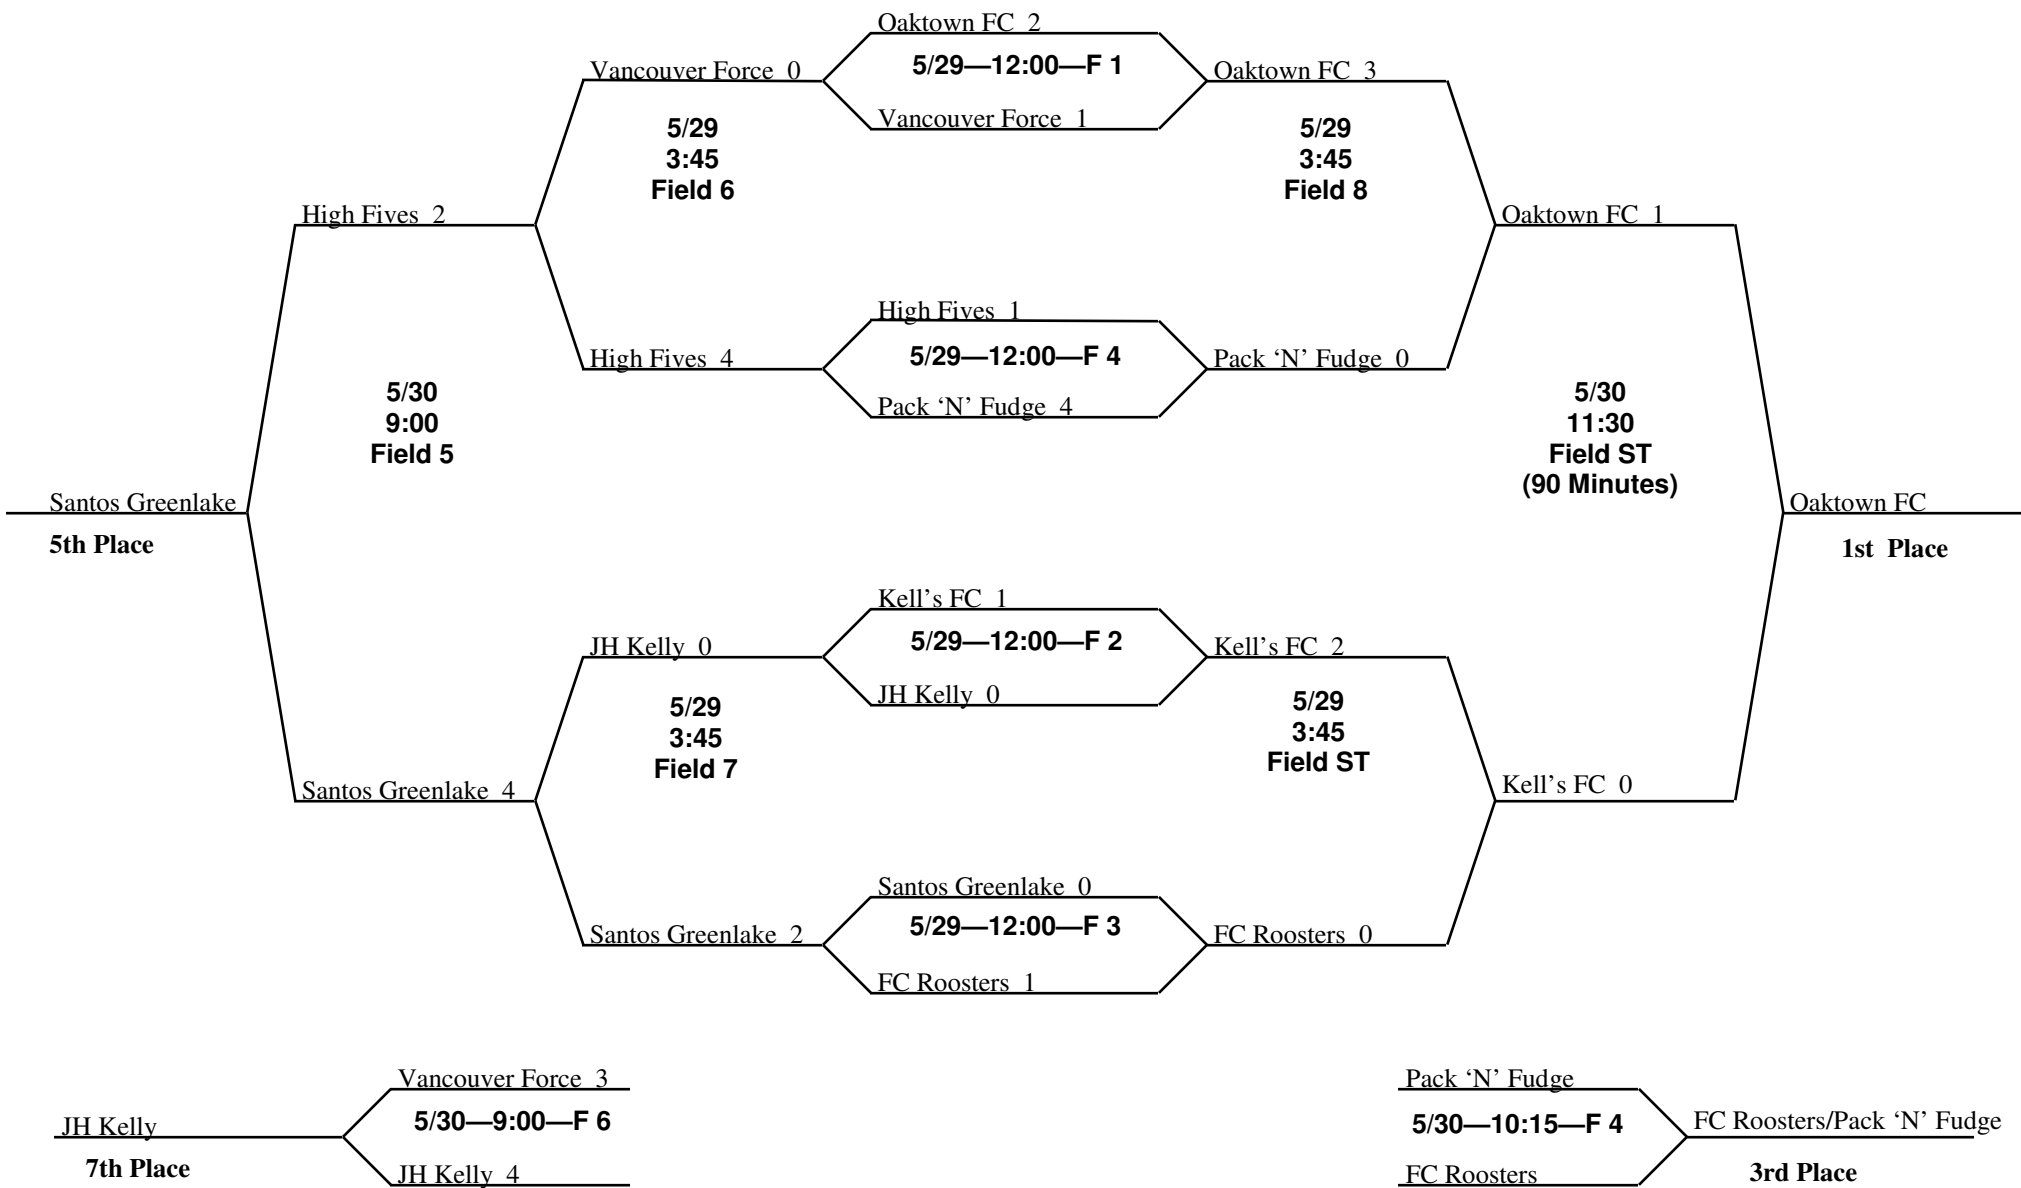 Oaktown FC 2
Vancouver Force 0
5/29—12:00—F 1
Oaktown FC 3
Vancouver Force 1
5/29
3:45
Field 6
5/29
3:45
Field 8
High Fives 2
Oaktown FC 1
High Fives 1
High Fives 4
5/29—12:00—F 4
Pack ‘N’ Fudge 0
Pack ‘N’ Fudge 4
5/30
9:00
Field 5
5/30
11:30
Field ST
(90 Minutes)
Santos Greenlake
5th Place
Oaktown FC
1st Place
Kell’s FC 1
JH Kelly 0
5/29—12:00—F 2
Kell’s FC 2
JH Kelly 0
5/29
3:45
Field 7
5/29
3:45
Field ST
Santos Greenlake 4
Kell’s FC 0
Santos Greenlake 0
Santos Greenlake 2
5/29—12:00—F 3
FC Roosters 0
FC Roosters 1
Vancouver Force 3
JH Kelly
5/30—9:00—F 6
7th Place
JH Kelly 4
Pack ‘N’ Fudge
5/30—10:15—F 4
FC Roosters/Pack ‘N’ Fudge
FC Roosters
3rd Place